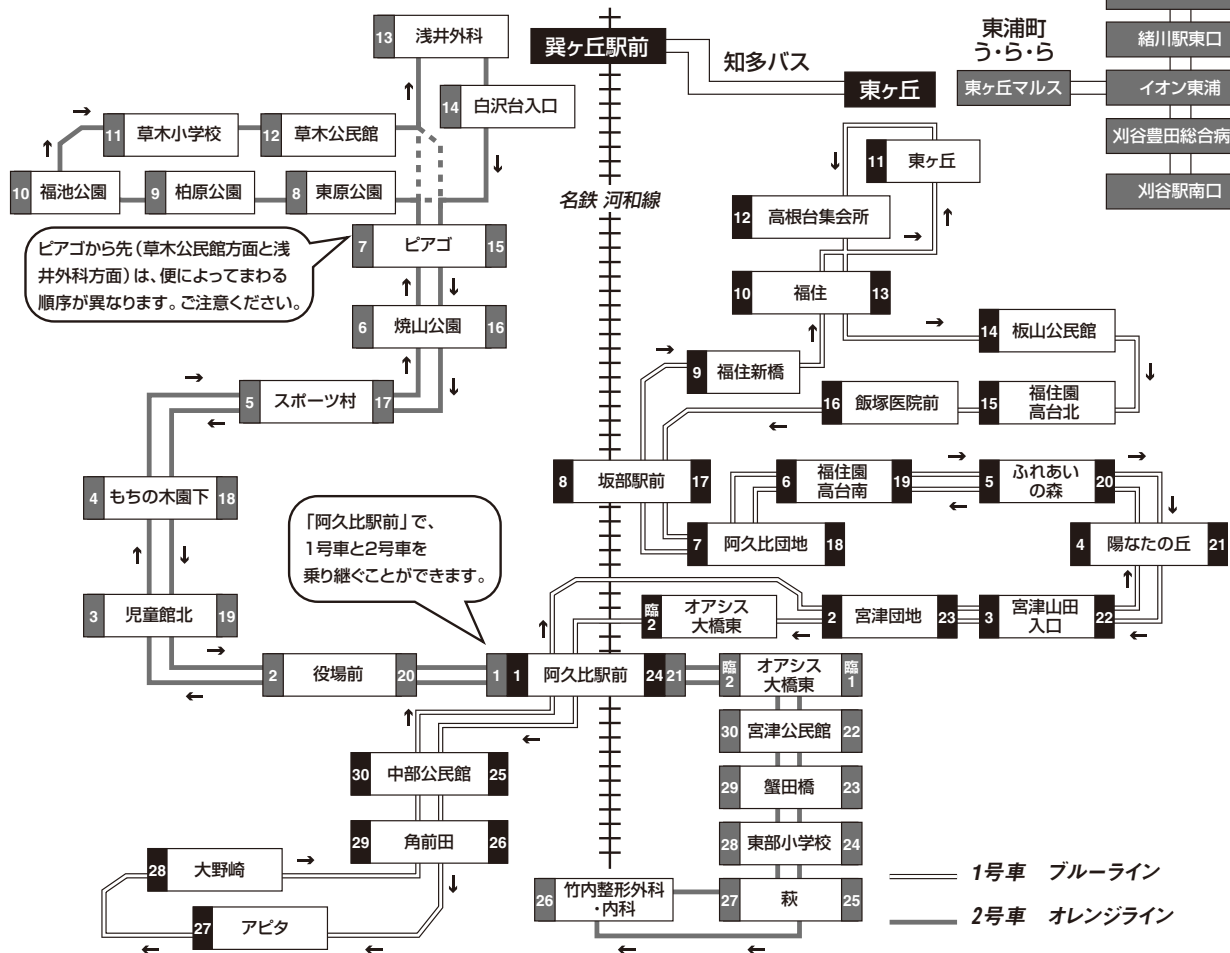 13 浅井外科
14 白沢台入口
11 草木小学校
12 草木公民館
10 福池公園
9 柏原公園
8 東原公園
ピアゴから先（草木公民館方面と浅
井外科方面）は、便によってまわる
順序が異なります。ご注意ください。
7 ピアゴ 15
6 焼山公園 16
5 スポーツ村 17
4 もちの木園下 18
3 児童館北 19
2 役場前 20
「阿久比駅前」で、
1号車と2号車を
乗り継ぐことができます。
1 1 阿久比駅前 24 21
巽ヶ丘駅前
知多バス
東ヶ丘
東浦町
う・ら・ら
東ヶ丘マルス
緒川駅東口
イオン東浦
刈谷豊田総合病
刈谷駅南口
名鉄 河和線
11 東ヶ丘
12 高根台集会所
10 福住 13
14 板山公民館
9 福住新橋
16 飯塚医院前
15 福住園
高台北
8 坂部駅前 17
6 福住園
高台南 19
5 ふれあい
の森 20
7 阿久比団地 18
4 陽なたの丘 21
臨2 オアシス
大橋東
2 宮津団地 23
3 宮津山田
入口 22
臨2 オアシス
大橋東 臨1
30 宮津公民館 22
29 蟹田橋 23
28 東部小学校 24
27 萩 25
26 竹内整形外科
・内科
30 中部公民館 25
29 角前田 26
28 大野崎
27 アピタ
1号車 ブルーライン
2号車 オレンジライン